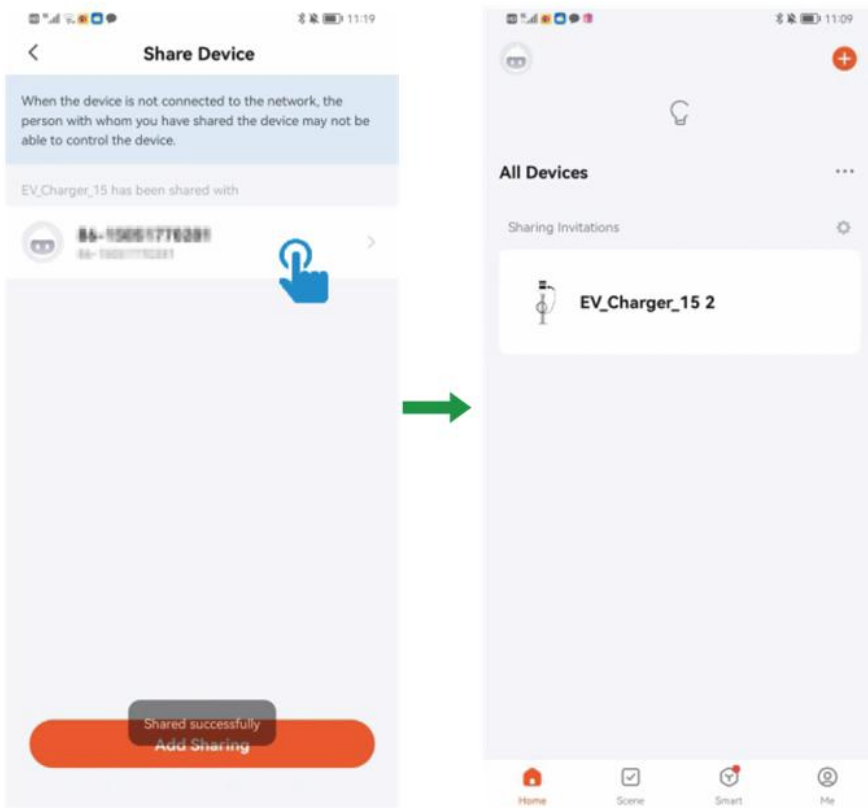 11:19
Share Device
When the device is not connected to the network, the
person with whom you have shared the device may not be
able to control the device.
EV_Charger_15 has been shared with
Shared successfully
Add Sharing
11:09
All Devices
...
Sharing Invitations
EV_Charger_15 2
Home Scene Smart Me